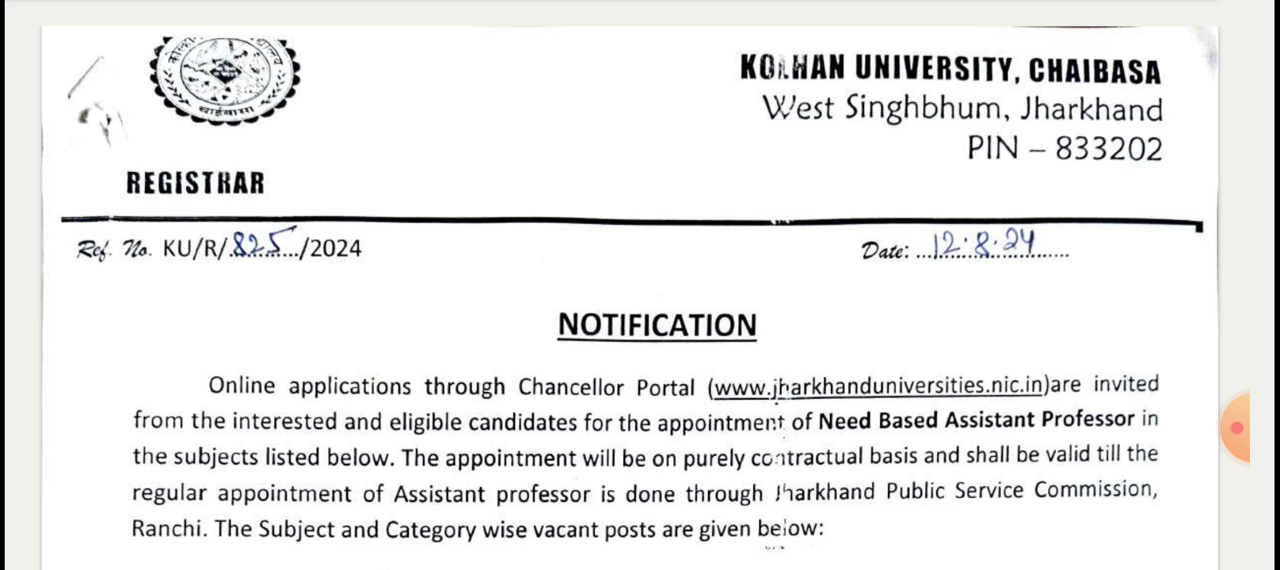 चाईबासा
KOLHAN UNIVERSITY, CHAIBASA
West Singhbhum, Jharkhand
PIN – 833202
REGISTRAR
Ref. No. KU/R/.825.../2024
Date: ...12.8.24...
NOTIFICATION
Online applications through Chancellor Portal (www.jharkhanduniversities.nic.in)are invited
from the interested and eligible candidates for the appointment of Need Based Assistant Professor in
the subjects listed below. The appointment will be on purely contractual basis and shall be valid till the
regular appointment of Assistant professor is done through Jharkhand Public Service Commission,
Ranchi. The Subject and Category wise vacant posts are given below: